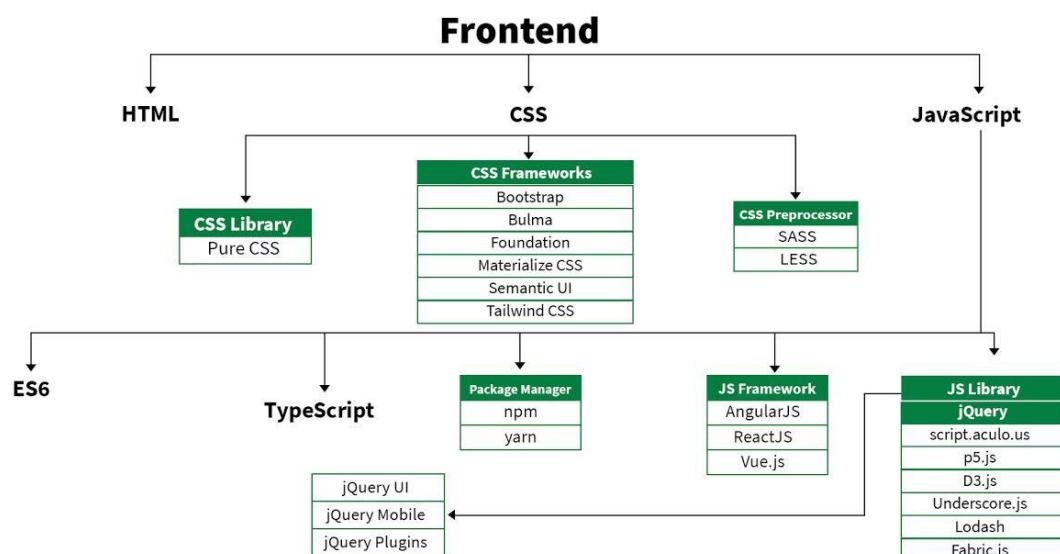 Frontend
HTML
CSS
JavaScript
CSS Library
Pure CSS
CSS Frameworks
Bootstrap
Bulma
Foundation
Materialize CSS
Semantic UI
Tailwind CSS
CSS Preprocessor
SASS
LESS
ES6
TypeScript
Package Manager
npm
yarn
JS Framework
AngularJS
ReactJS
Vue.js
JS Library
jQuery
script.aculo.us
p5.js
D3.js
Underscore.js
Lodash
Fabric.js
jQuery UI
jQuery Mobile
jQuery Plugins